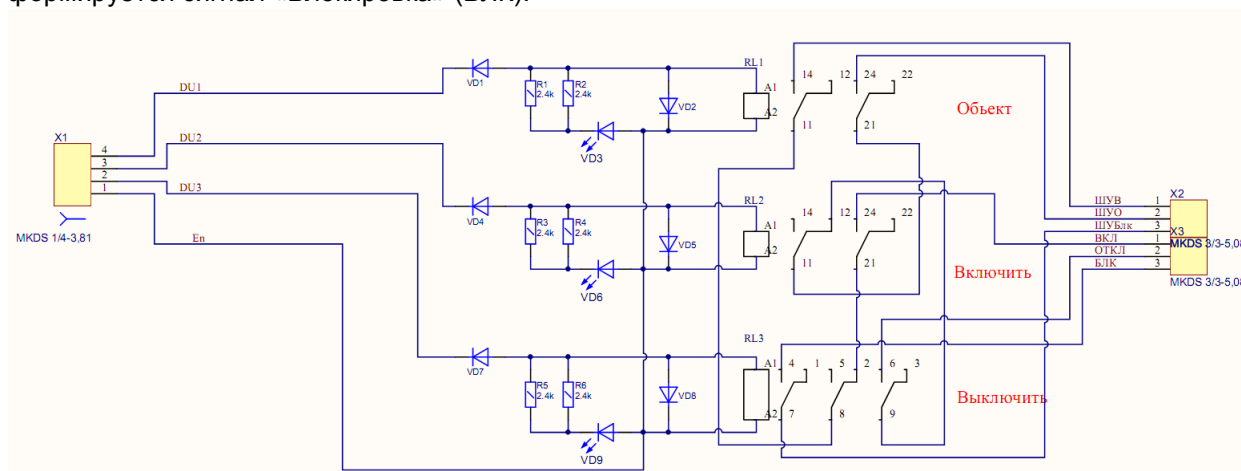 формируется сигнал «Блокировка» (БЛК).
RL1
14
12
24
22
VD1
R1
2.4k
R2
2.4k
VD2
A1
A2
DU1
Обьект
11
21
X1
4
3
2
1
VD3
DU2
DU3
MKDS 1/4-3,81
En
RL2
14
12
24
22
VD4
R3
2.4k
R4
2.4k
VD5
A1
A2
VD6
11
21
Включить
ШУВ
ШУО
ШУБлк
ВКЛ
ОТКЛ
БЛК
X2
1
2
3
X3
1
2
3
MKDS 3/3-5,08
MKDS 3/3-5,08
RL3
VD7
R5
2.4k
R6
2.4k
VD8
A1
A2
4
1
5
2
6
3
7
8
9
VD9
Выключить